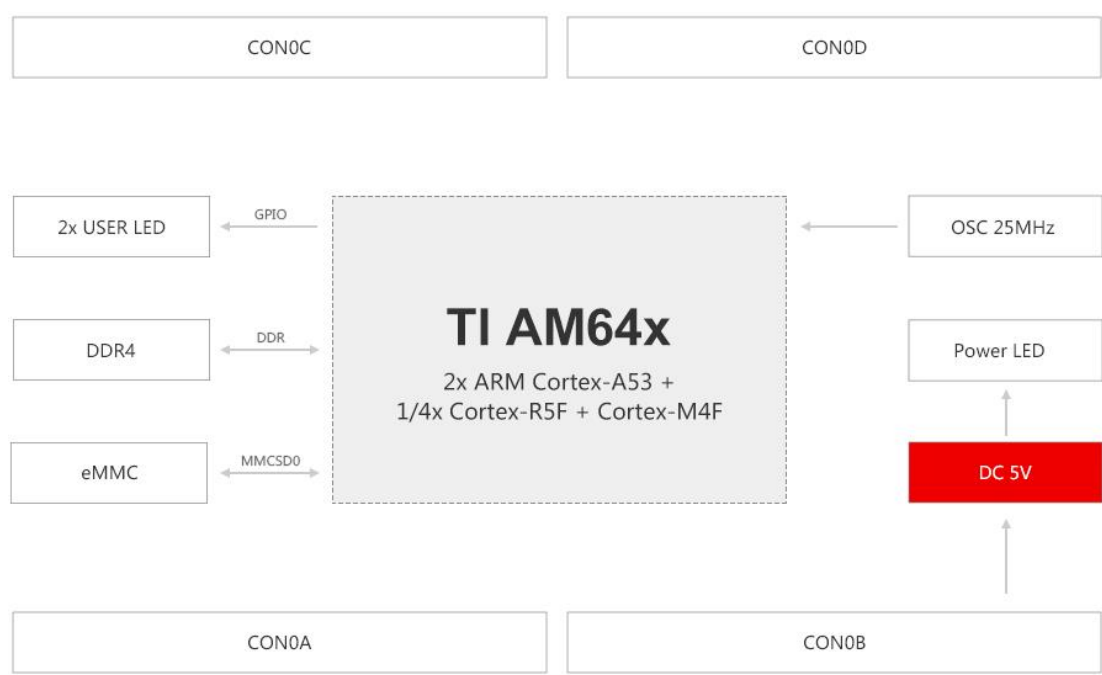 CON0C
CON0D
2x USER LED
GPIO
OSC 25MHz
TI AM64x
2x ARM Cortex-A53 +
1/4x Cortex-R5F + Cortex-M4F
DDR4
DDR
Power LED
eMMC
MMCSD0
DC 5V
CON0A
CON0B